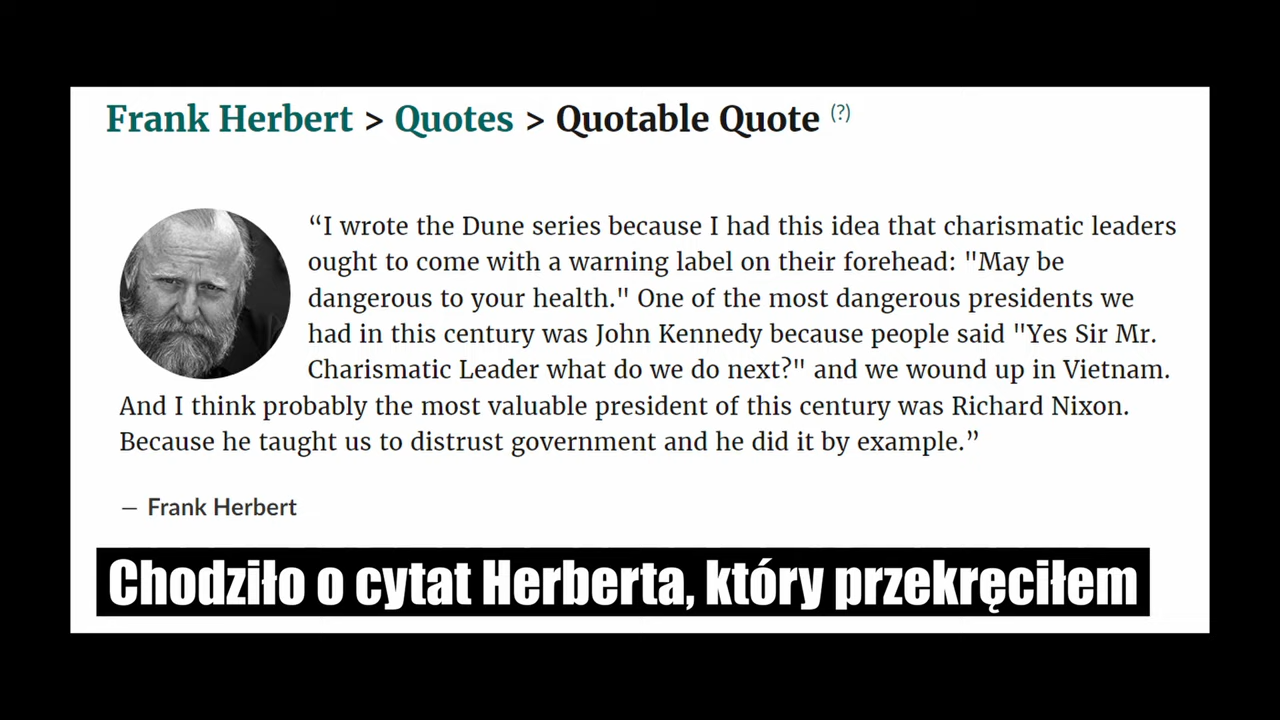 Frank Herbert > Quotes > Quotable Quote (?)
“I wrote the Dune series because I had this idea that charismatic leaders
ought to come with a warning label on their forehead: "May be
dangerous to your health." One of the most dangerous presidents we
had in this century was John Kennedy because people said "Yes Sir Mr.
Charismatic Leader what do we do next?" and we wound up in Vietnam.
And I think probably the most valuable president of this century was Richard Nixon.
Because he taught us to distrust government and he did it by example.”
— Frank Herbert
Chodziło o cytat Herberta, który przekręciłem